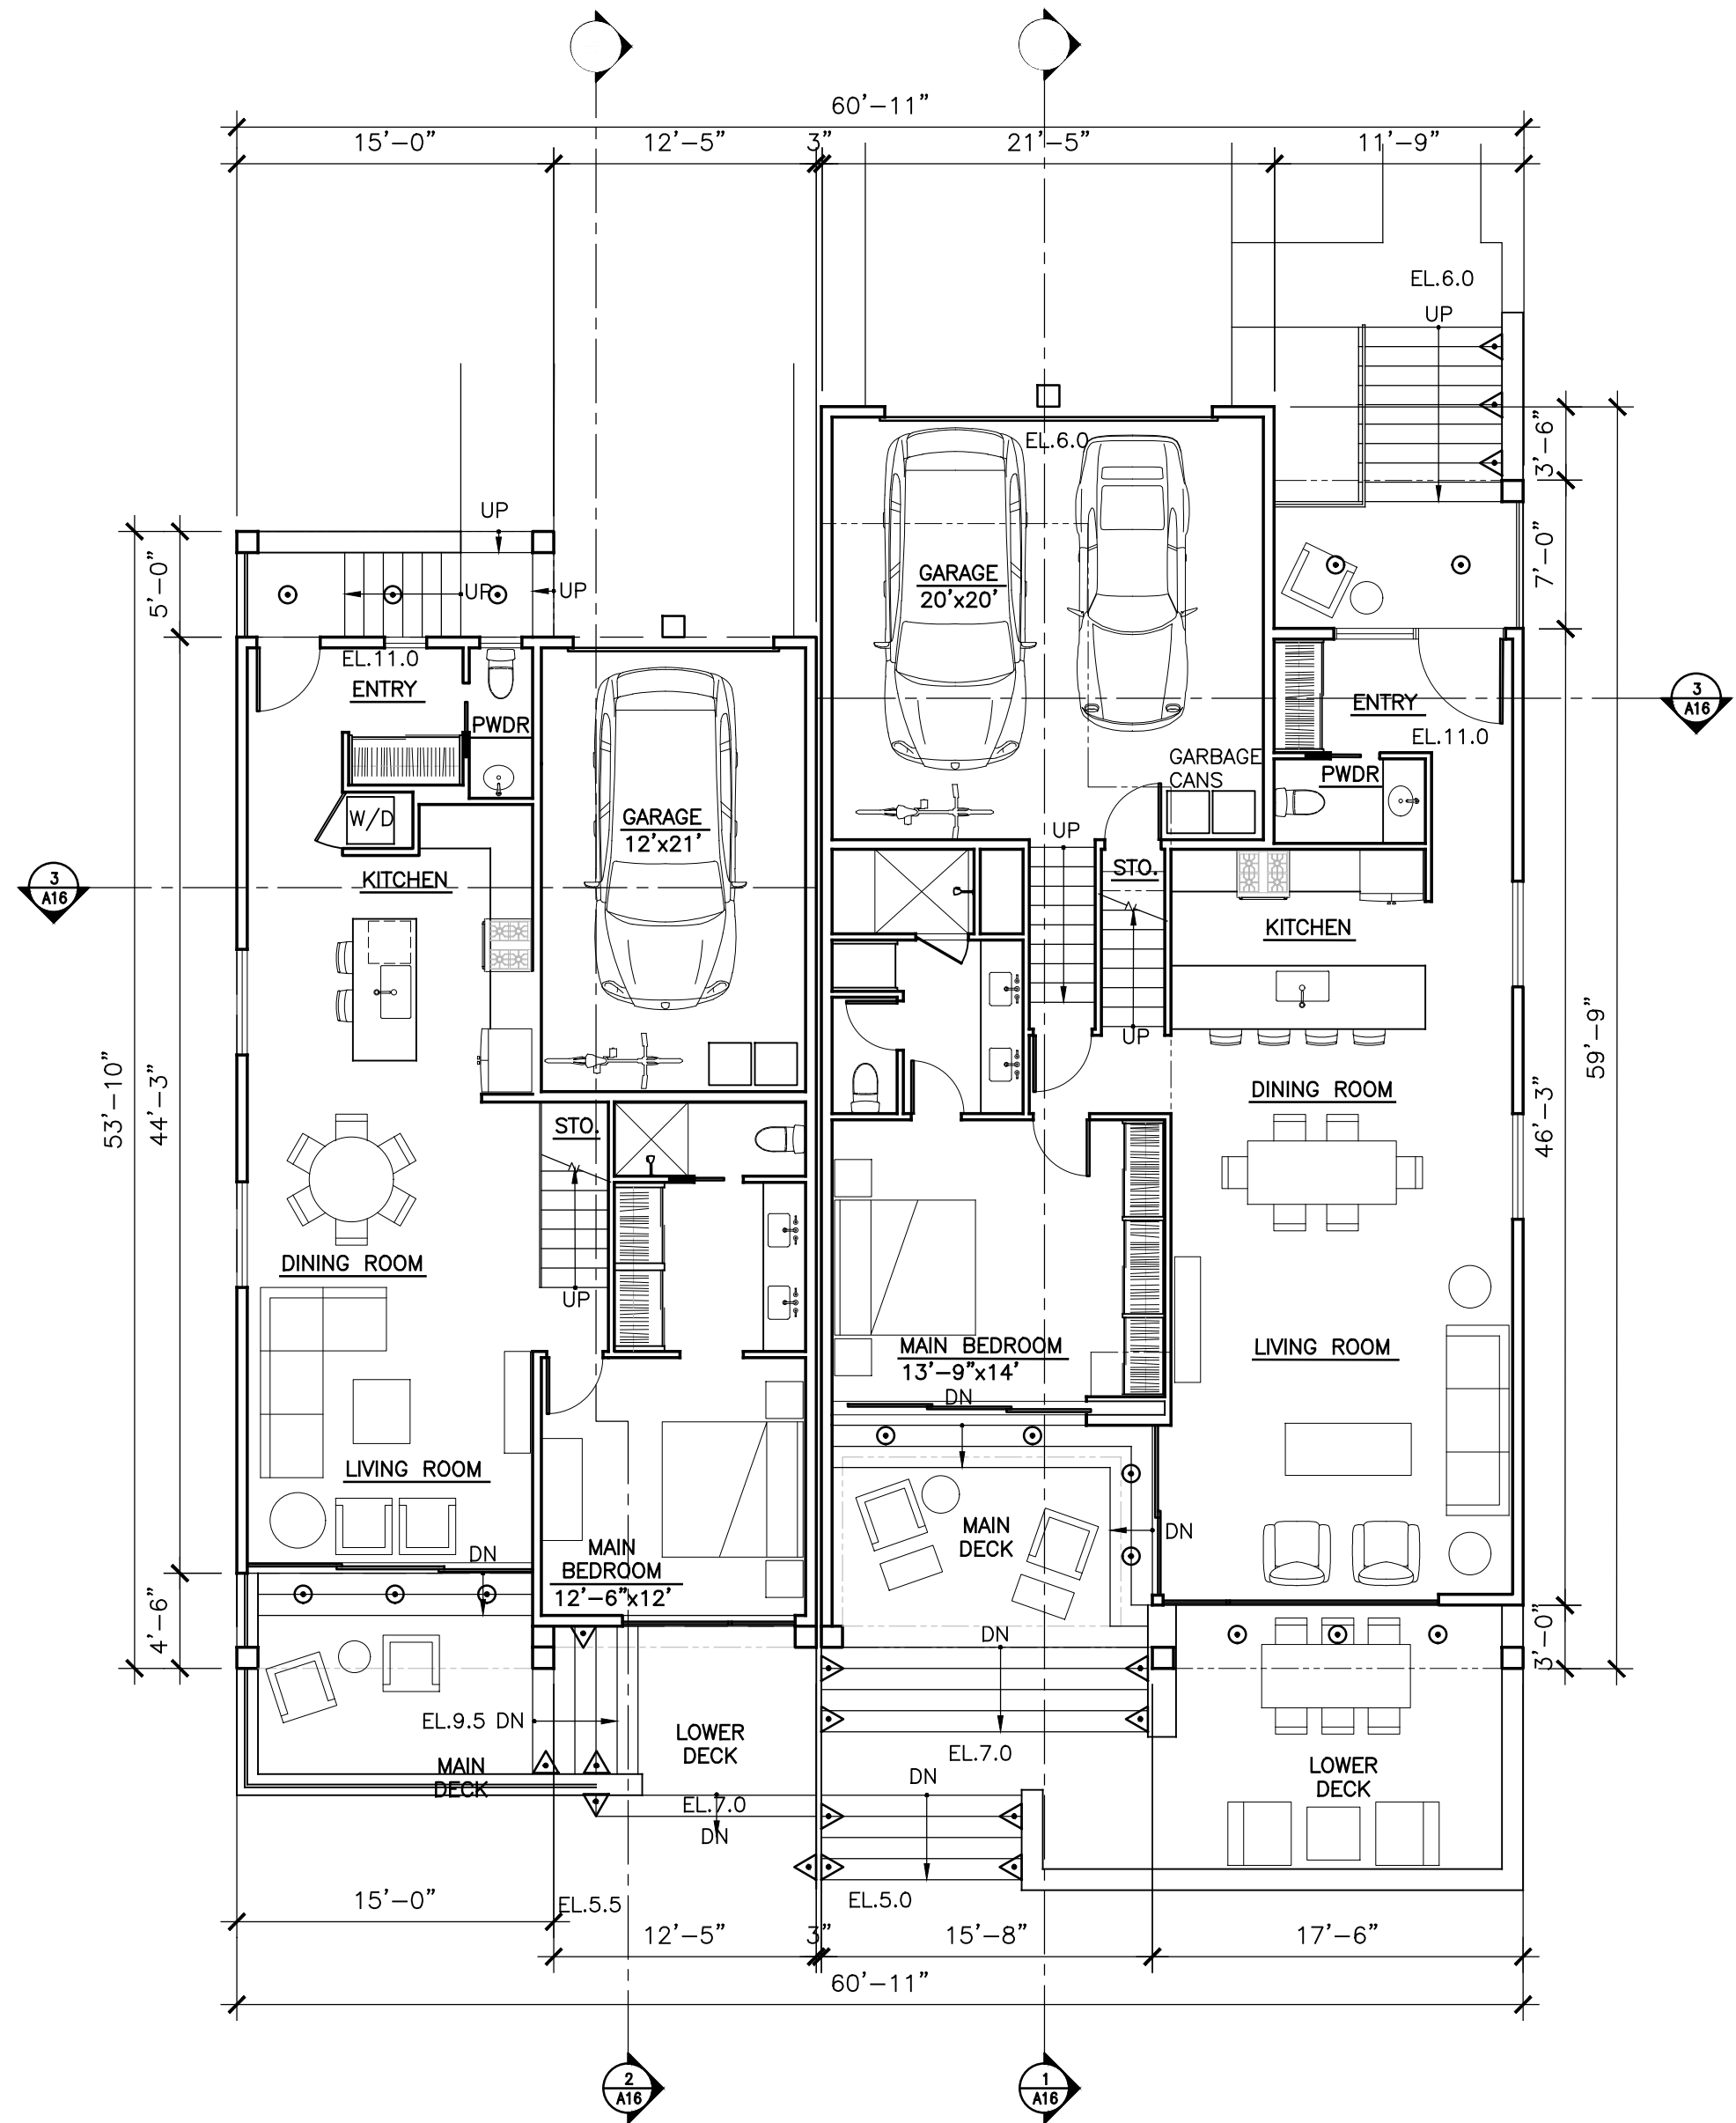 60'-11"
15'-0"
12'-5"
3"
21'-5"
11'-9"
EL.6.0
UP
3'-6"
EL.6.0
UP
5'-0"
UP
UP
GARAGE
20'x20'
7'-0"
EL.11.0
ENTRY
PWDR
ENTRY
EL.11.0
3
A16
GARBAGE
CANS
PWDR
W/D
GARAGE
12'x21'
UP
STO.
3
A16
KITCHEN
KITCHEN
UP
59'-9"
53'-10"
44'-3"
DINING ROOM
46'-3"
STO.
DINING ROOM
UP
MAIN BEDROOM
13'-9"x14'
DN
LIVING ROOM
LIVING ROOM
MAIN
DECK
DN
DN
MAIN
BEDROOM
12'-6"x12'
4'-6"
DN
3'-0"
EL.9.5 DN
LOWER
DECK
EL.7.0
MAIN
DECK
DN
LOWER
DECK
EL.7.0
DN
15'-0"
EL.5.5
EL.5.0
12'-5"
3"
15'-8"
17'-6"
60'-11"
2
A16
1
A16